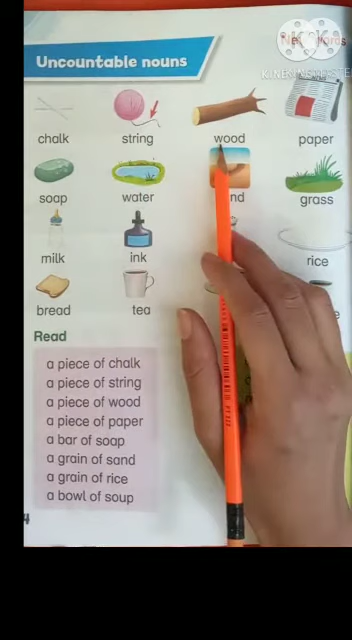 Uncountable nouns
chalk string wood paper
soap water nd grass
milk ink rice
bread tea e
Read
a piece of chalk
a piece of string
a piece of wood
a piece of paper
a bar of soap
a grain of sand
a grain of rice
a bowl of soup
4